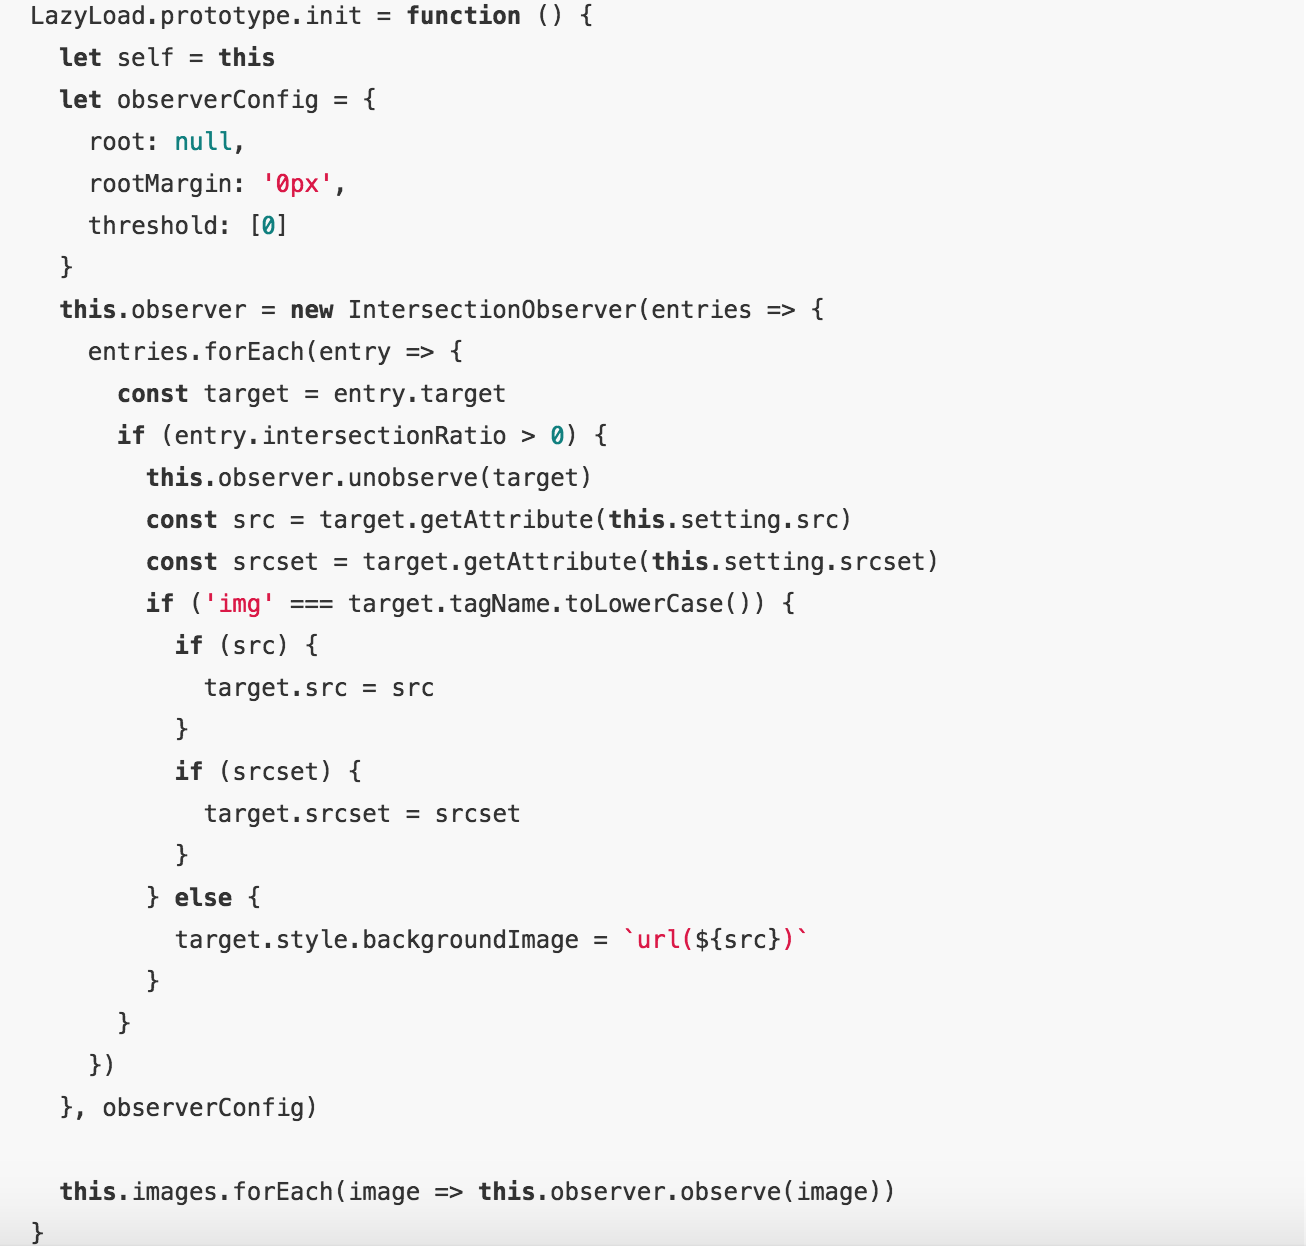 LazyLoad.prototype.init = function () {
  let self = this
  let observerConfig = {
    root: null,
    rootMargin: '0px',
    threshold: [0]
  }
  this.observer = new IntersectionObserver(entries => {
    entries.forEach(entry => {
      const target = entry.target
      if (entry.intersectionRatio > 0) {
        this.observer.unobserve(target)
        const src = target.getAttribute(this.setting.src)
        const srcset = target.getAttribute(this.setting.srcset)
        if ('img' === target.tagName.toLowerCase()) {
          if (src) {
            target.src = src
          }
          if (srcset) {
            target.srcset = srcset
          }
        } else {
          target.style.backgroundImage = `url(${src})`
        }
      }
    })
  }, observerConfig)

  this.images.forEach(image => this.observer.observe(image))
}